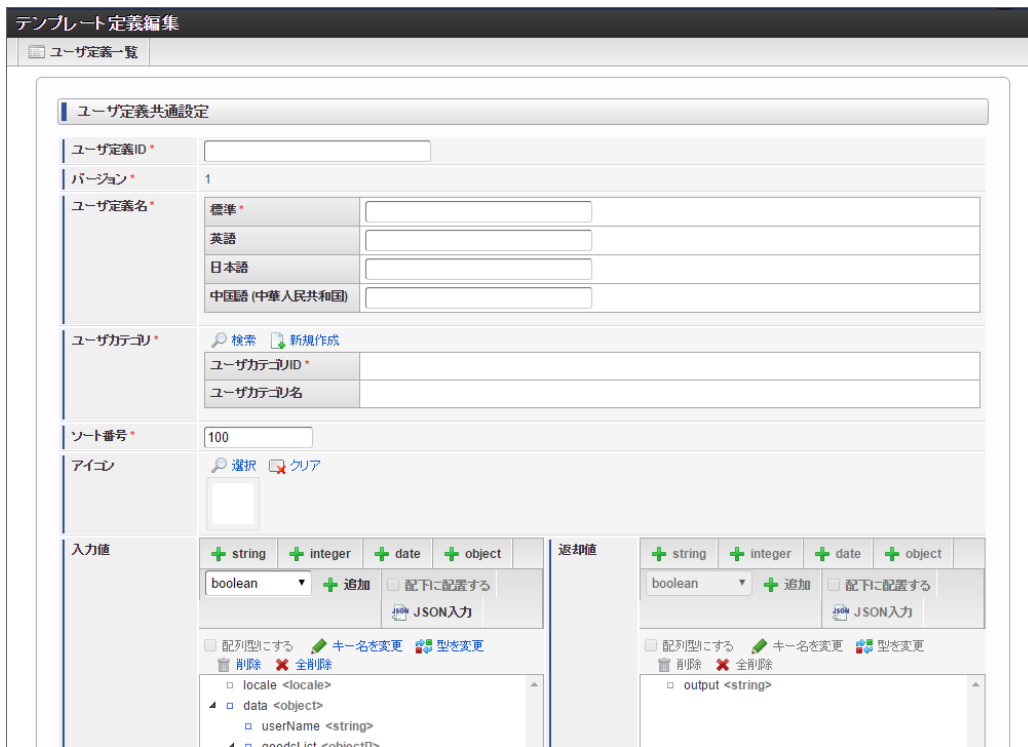 テンプレート定義編集
ユーザ定義一覧
ユーザ定義共通設定
ユーザ定義ID *
バージョン * 1
ユーザ定義名 *
標準 *
英語
日本語
中国語 (中華人民共和国)
ユーザカテゴリ * 検索 新規作成
ユーザカテゴリID *
ユーザカテゴリ名
ソート番号 * 100
アイコン 選択 クリア
入力値
string integer date object
boolean 追加 配下に配置する
JSON入力
配列型にする キー名を変更 型を変更
削除 全削除
locale <locale>
data <object>
userName <string>
goodsList <object[]>
返却値
string integer date object
boolean 追加 配下に配置する
JSON入力
配列型にする キー名を変更 型を変更
削除 全削除
output <string>